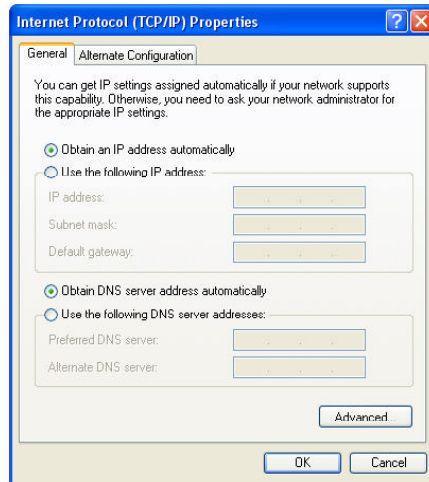 Internet Protocol (TCP/IP) Properties
General
Alternate Configuration
You can get IP settings assigned automatically if your network supports
this capability. Otherwise, you need to ask your network administrator for
the appropriate IP settings.
Obtain an IP address automatically
Use the following IP address:
IP address:
Subnet mask:
Default gateway:
Obtain DNS server address automatically
Use the following DNS server addresses:
Preferred DNS server:
Alternate DNS server:
Advanced...
OK
Cancel